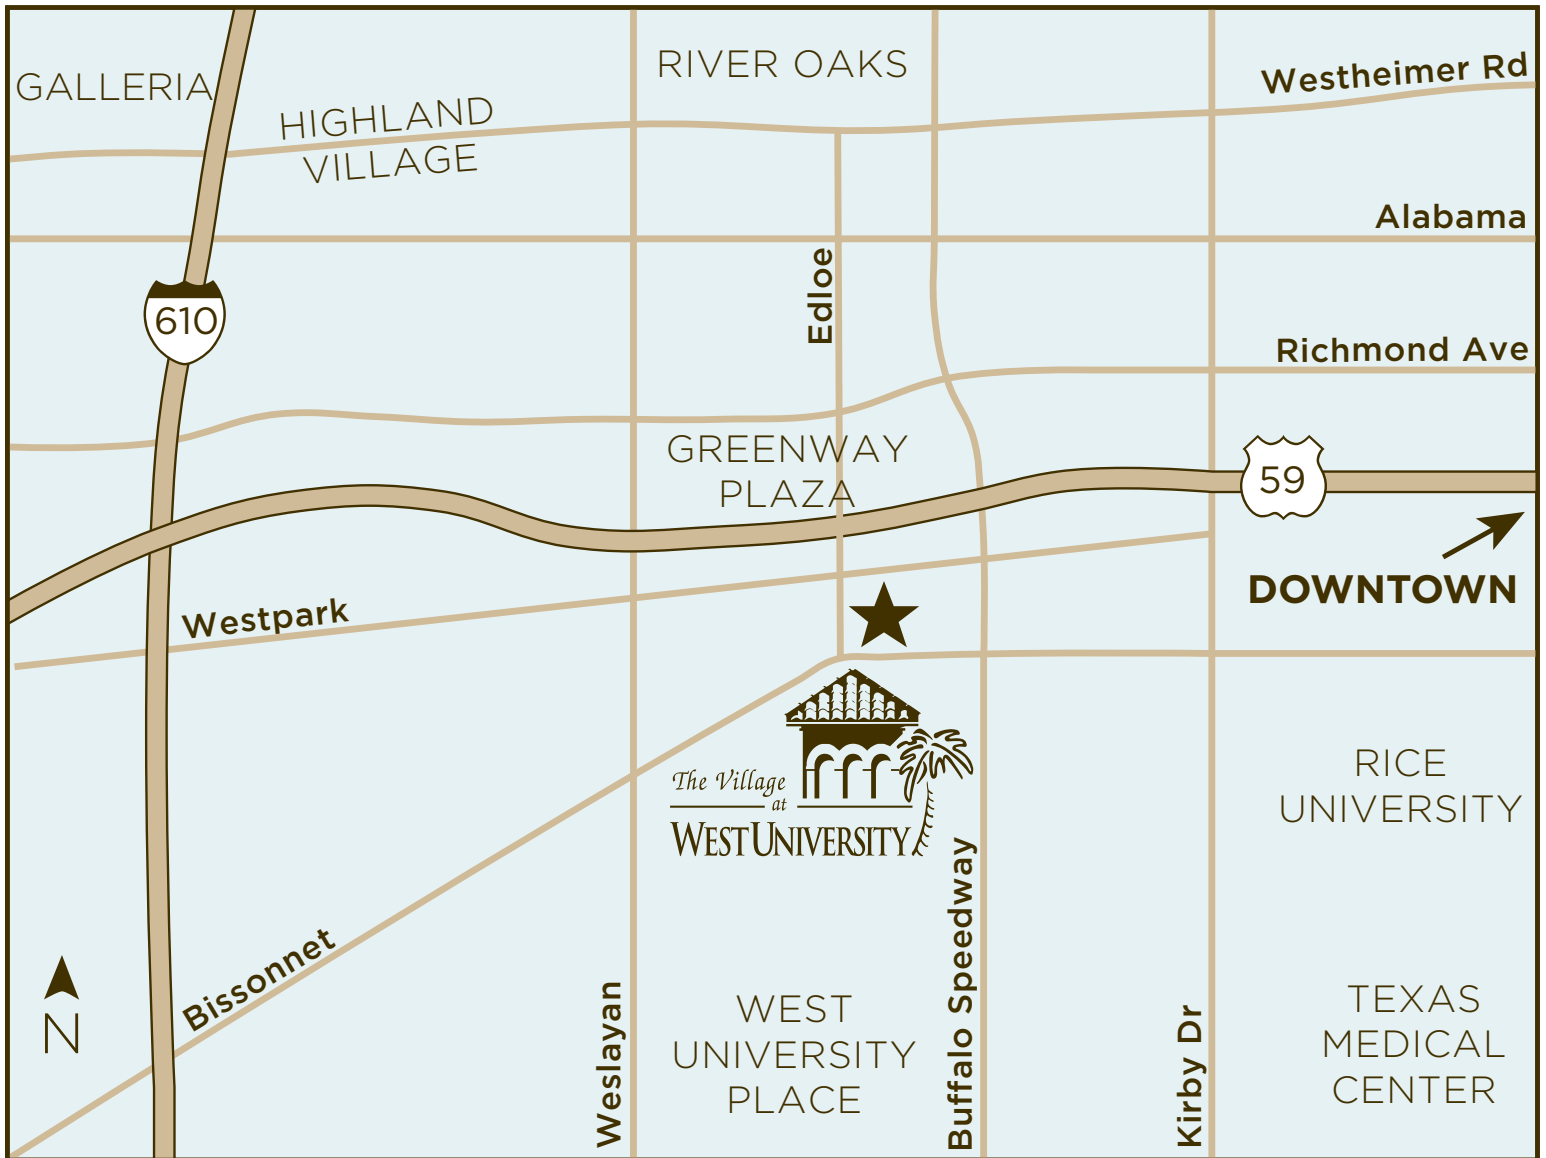 RIVER OAKS
Westheimer Rd
GALLERIA
HIGHLAND
VILLAGE
Alabama
Edloe
610
Richmond Ave
GREENWAY
PLAZA
59
DOWNTOWN
Westpark
The Village
at
WEST UNIVERSITY
RICE
UNIVERSITY
Bissonnet
N
Weslayan
WEST
UNIVERSITY
PLACE
Buffalo Speedway
Kirby Dr
TEXAS
MEDICAL
CENTER